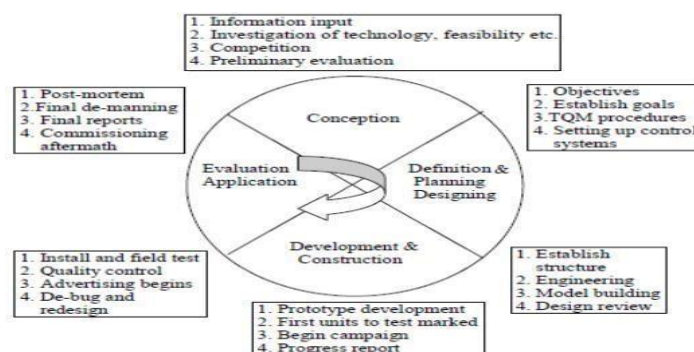 1. Information input
2. Investigation of technology, feasibility etc.
3. Competition
4. Preliminary evaluation
1. Post-mortem
2.Final de-manning
3. Final reports
4. Commissioning
aftermath
1. Objectives
2. Establish goals
3.TQM procedures
4. Setting up control
systems
Conception
Evaluation
Application
Definition &
Planning
Designing
Development &
Construction
1. Install and field test
2. Quality control
3. Advertising begins
4. De-bug and
redesign
1. Establish
structure
2. Engineering
3. Model building
4. Design review
1. Prototype development
2. First units to test marked
3. Begin campaign
4. Progress report